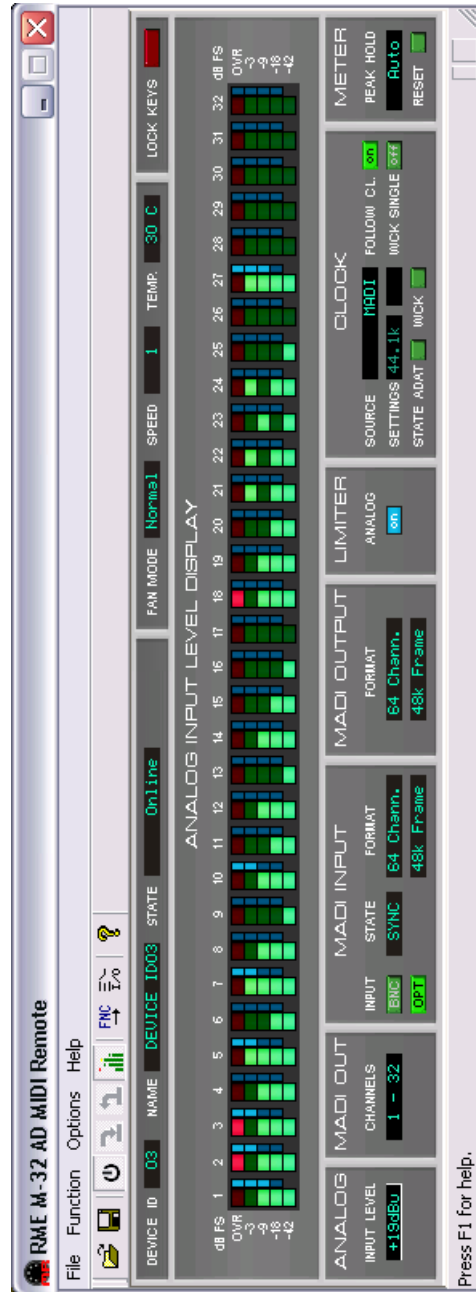 RME M-32 AD MIDI Remote
File Function Options Help
FNC I/O ?
DEVICE ID 03 NAME DEVICE ID03 STATE Online FAN MODE Normal SPEED 1 TEMP. 30 C LOCK KEYS
ANALOG INPUT LEVEL DISPLAY
dB FS 1 2 3 4 5 6 7 8 9 10 11 12 13 14 15 16 17 18 19 20 21 22 23 24 25 26 27 28 29 30 31 32 dB FS
OVR OVR
-3 -3
-9 -9
-18 -18
-42 -42
ANALOG MADI OUT MADI INPUT MADI OUTPUT LIMITER CLOCK METER
INPUT LEVEL CHANNELS INPUT STATE FORMAT FORMAT ANALOG SOURCE MADI FOLLOW CL. on PEAK HOLD
+19dBu 1 - 32 BNC SYNC 64 Chann. 64 Chann. on SETTINGS 44.1k WCK SINGLE off Auto
OPT 48k Frame 48k Frame STATE ADAT WCK RESET
Press F1 for help.